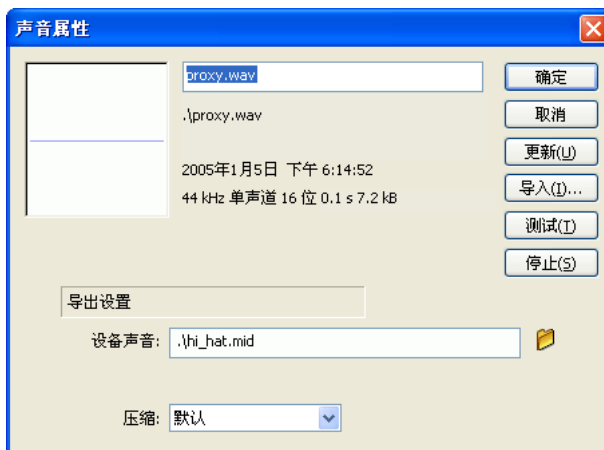 声音属性
proxy.wav
确定
.\proxy.wav
取消
更新(U)
2005年1月5日 下午 6:14:52
导入(I)...
44 kHz 单声道 16 位 0.1 s 7.2 kB
测试(T)
停止(S)
导出设置
设备声音: .\hi_hat.mid
压缩: 默认